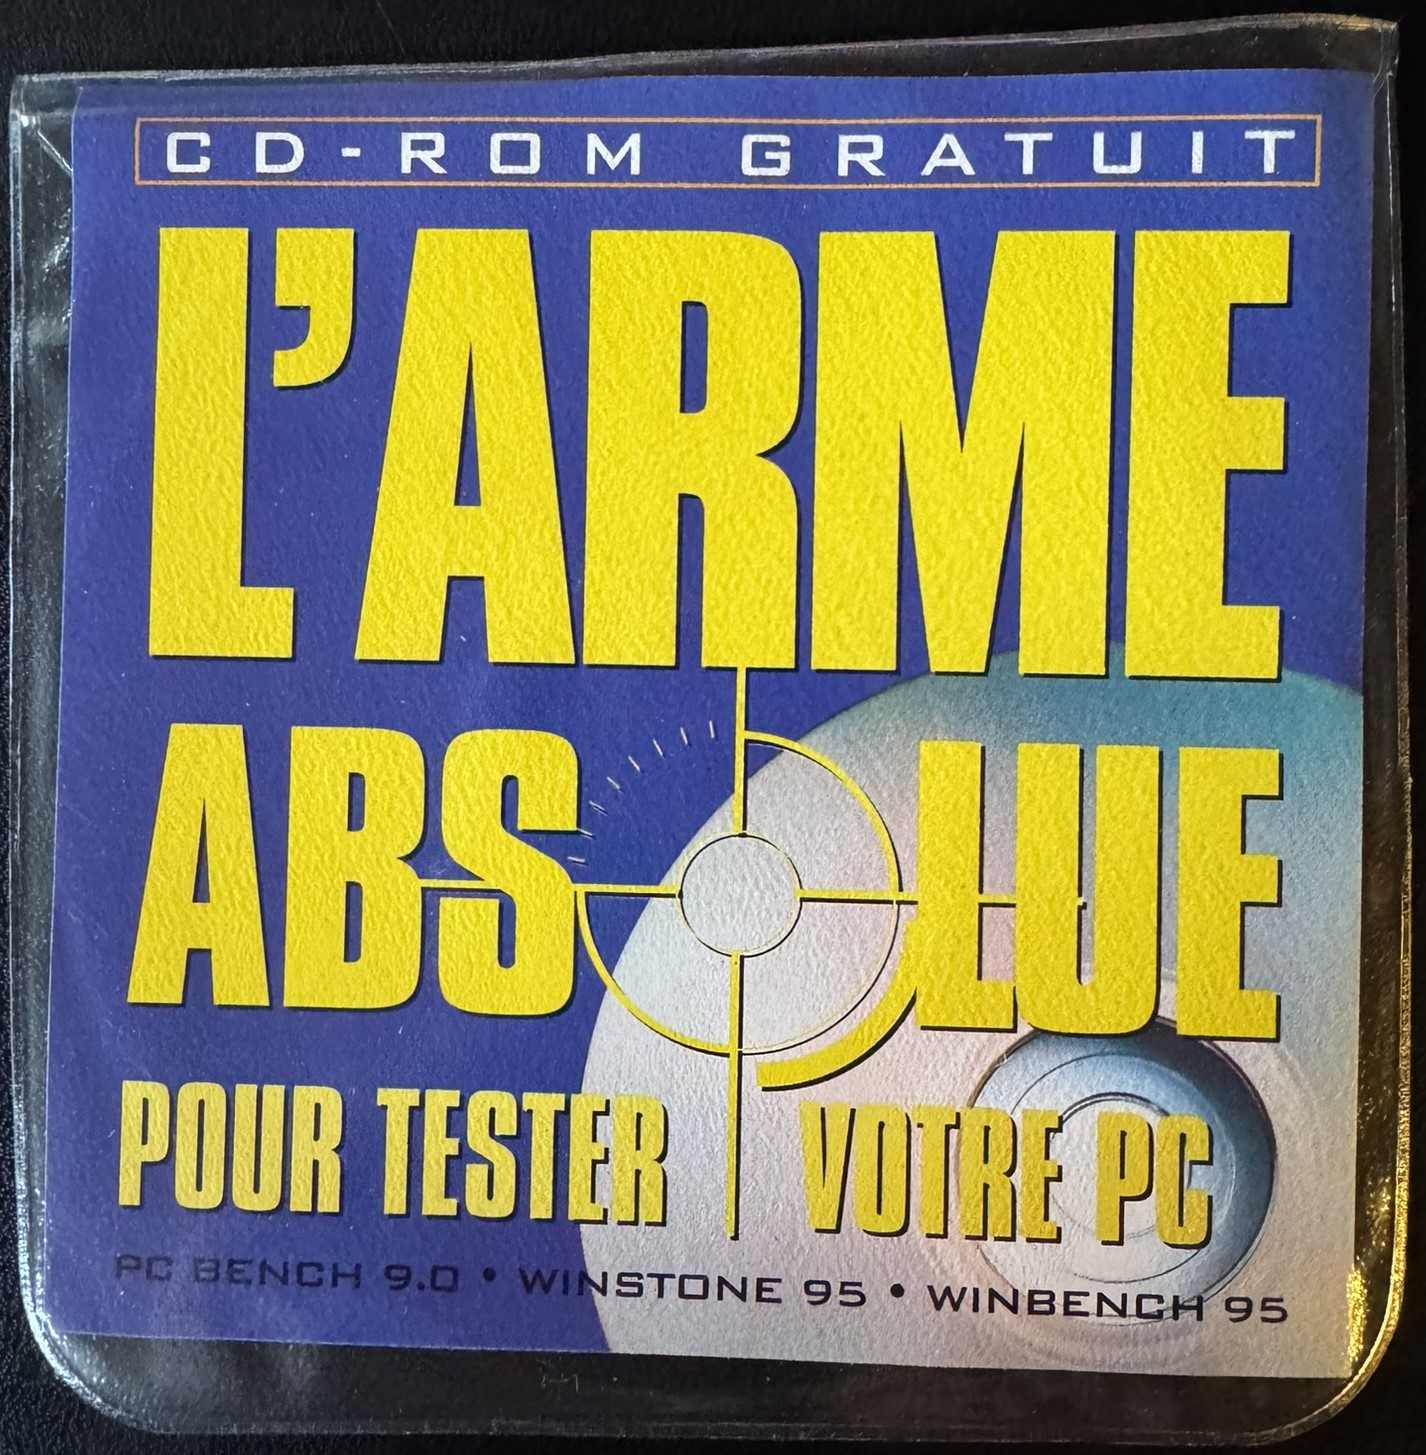 CD-ROM GRATUIT
L'ARME
ABSOLUE
POUR TESTER VOTRE PC
PC BENCH 9.0 • WINSTONE 95 • WINBENCH 95